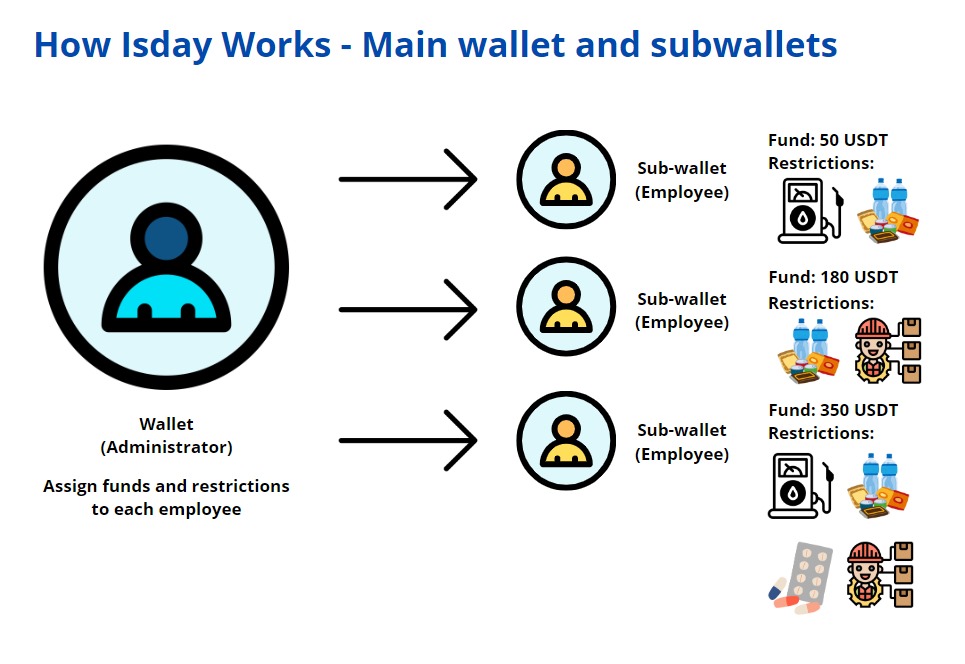 How Isday Works - Main wallet and subwallets
Wallet
(Administrator)
Assign funds and restrictions
to each employee
Sub-wallet
(Employee)
Fund: 50 USDT
Restrictions:
Sub-wallet
(Employee)
Fund: 180 USDT
Restrictions:
Sub-wallet
(Employee)
Fund: 350 USDT
Restrictions: